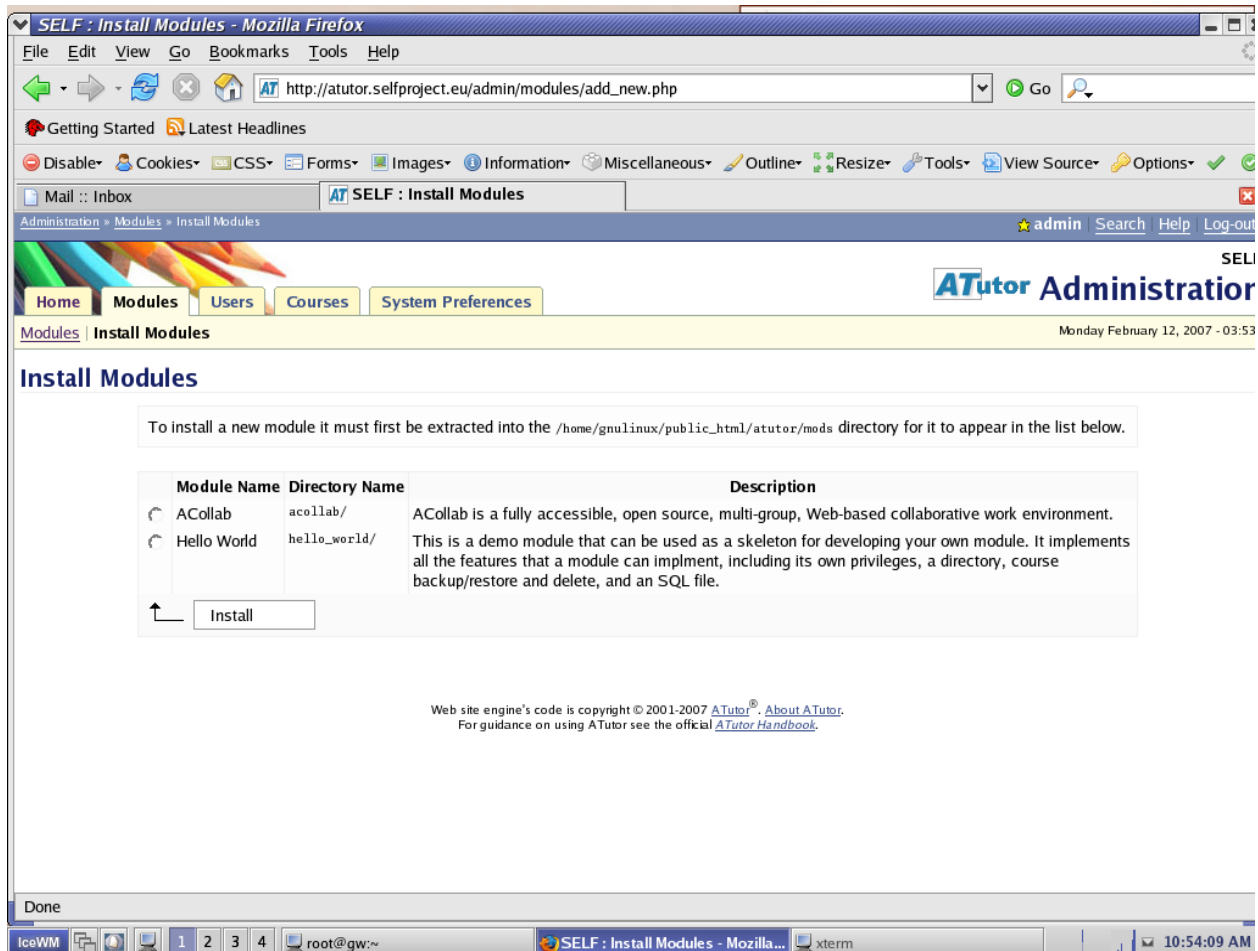 SELF : Install Modules - Mozilla Firefox
File Edit View Go Bookmarks Tools Help
AT http://atutor.selfproject.eu/admin/modules/add_new.php Go
Getting Started Latest Headlines
Disable Cookies CSS Forms Images Information Miscellaneous Outline Resize Tools View Source Options
Mail :: Inbox AT SELF : Install Modules
Administration » Modules » Install Modules admin | Search | Help | Log-out
SELF
ATutor Administration
Home Modules Users Courses System Preferences
Modules | Install Modules Monday February 12, 2007 - 03:53
Install Modules
To install a new module it must first be extracted into the /home/gnulinux/public_html/atutor/mods directory for it to appear in the list below.
Module Name Directory Name Description
ACollab acollab/ ACollab is a fully accessible, open source, multi-group, Web-based collaborative work environment.
Hello World hello_world/ This is a demo module that can be used as a skeleton for developing your own module. It implements
all the features that a module can implment, including its own privileges, a directory, course
backup/restore and delete, and an SQL file.
Install
Web site engine's code is copyright © 2001-2007 ATutor®. About ATutor.
For guidance on using ATutor see the official ATutor Handbook.
Done
IceWM 1 2 3 4 root@gw:~ SELF : Install Modules - Mozilla... xterm 10:54:09 AM